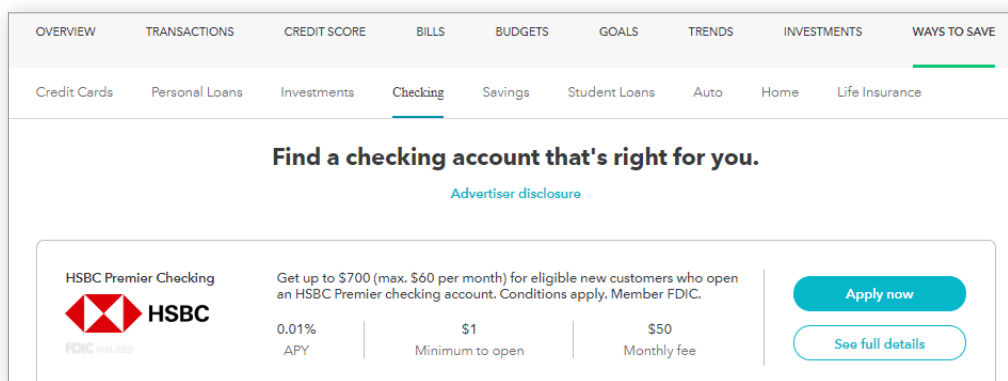 OVERVIEW TRANSACTIONS CREDIT SCORE BILLS BUDGETS GOALS TRENDS INVESTMENTS WAYS TO SAVE
Credit Cards Personal Loans Investments Checking Savings Student Loans Auto Home Life Insurance
Find a checking account that's right for you.
Advertiser disclosure
HSBC Premier Checking
HSBC
FDIC INSURED
Get up to $700 (max. $60 per month) for eligible new customers who open
an HSBC Premier checking account. Conditions apply. Member FDIC.
0.01% $1 $50
APY Minimum to open Monthly fee
Apply now
See full details